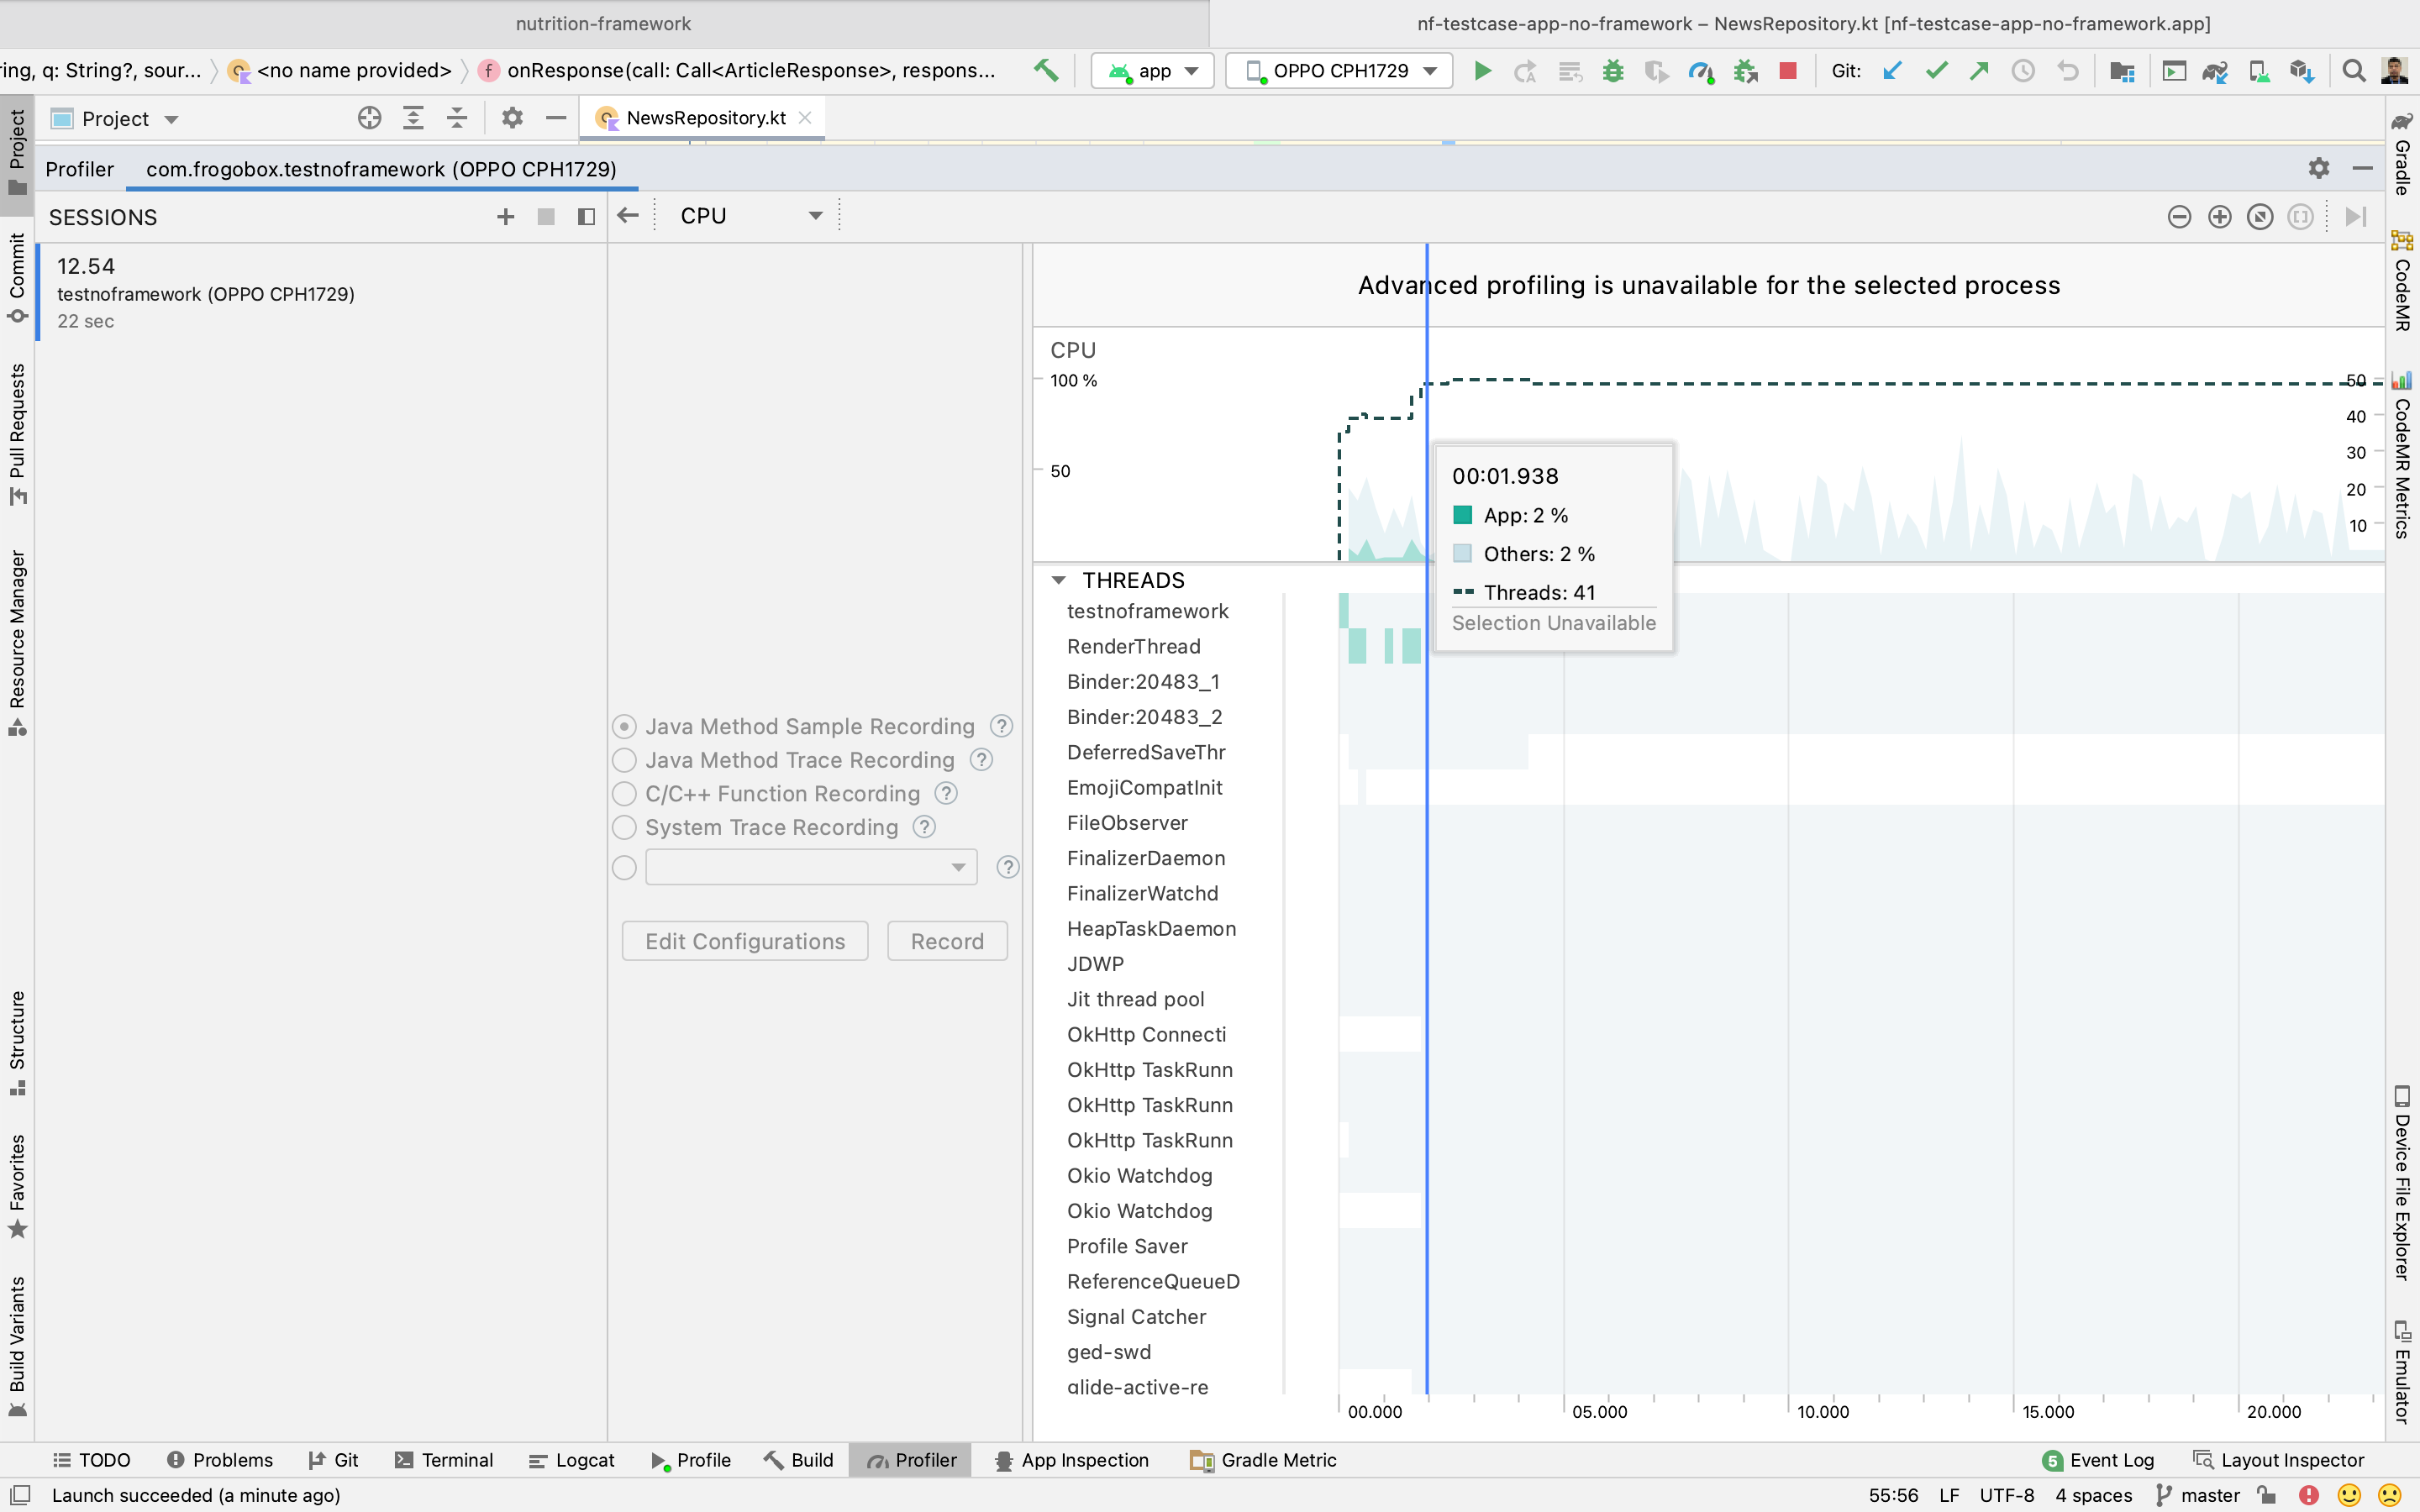 nutrition-framework
nf-testcase-app-no-framework – NewsRepository.kt [nf-testcase-app-no-framework.app]
ring, q: String?, sour...
<no name provided>
onResponse(call: Call<ArticleResponse>, respons...
app
OPPO CPH1729
Git:
Project
NewsRepository.kt
Profiler
com.frogobox.testnoframework (OPPO CPH1729)
SESSIONS
CPU
12.54
testnoframework (OPPO CPH1729)
22 sec
Advanced profiling is unavailable for the selected process
CPU
100 %
50
50
40
30
20
10
00:01.938
App: 2 %
Others: 2 %
Threads: 41
Selection Unavailable
THREADS
testnoframework
RenderThread
Binder:20483_1
Binder:20483_2
DeferredSaveThr
EmojiCompatInit
FileObserver
FinalizerDaemon
FinalizerWatchd
HeapTaskDaemon
JDWP
Jit thread pool
OkHttp Connecti
OkHttp TaskRunn
OkHttp TaskRunn
OkHttp TaskRunn
Okio Watchdog
Okio Watchdog
Profile Saver
ReferenceQueueD
Signal Catcher
ged-swd
glide-active-re
00.000
05.000
10.000
15.000
20.000
Java Method Sample Recording
Java Method Trace Recording
C/C++ Function Recording
System Trace Recording
Edit Configurations
Record
Project
Commit
Pull Requests
Resource Manager
Structure
Favorites
Build Variants
Gradle
CodeMR
CodeMR Metrics
Device File Explorer
Emulator
TODO
Problems
Git
Terminal
Logcat
Profile
Build
Profiler
App Inspection
Gradle Metric
5 Event Log
Layout Inspector
Launch succeeded (a minute ago)
55:56
LF
UTF-8
4 spaces
master